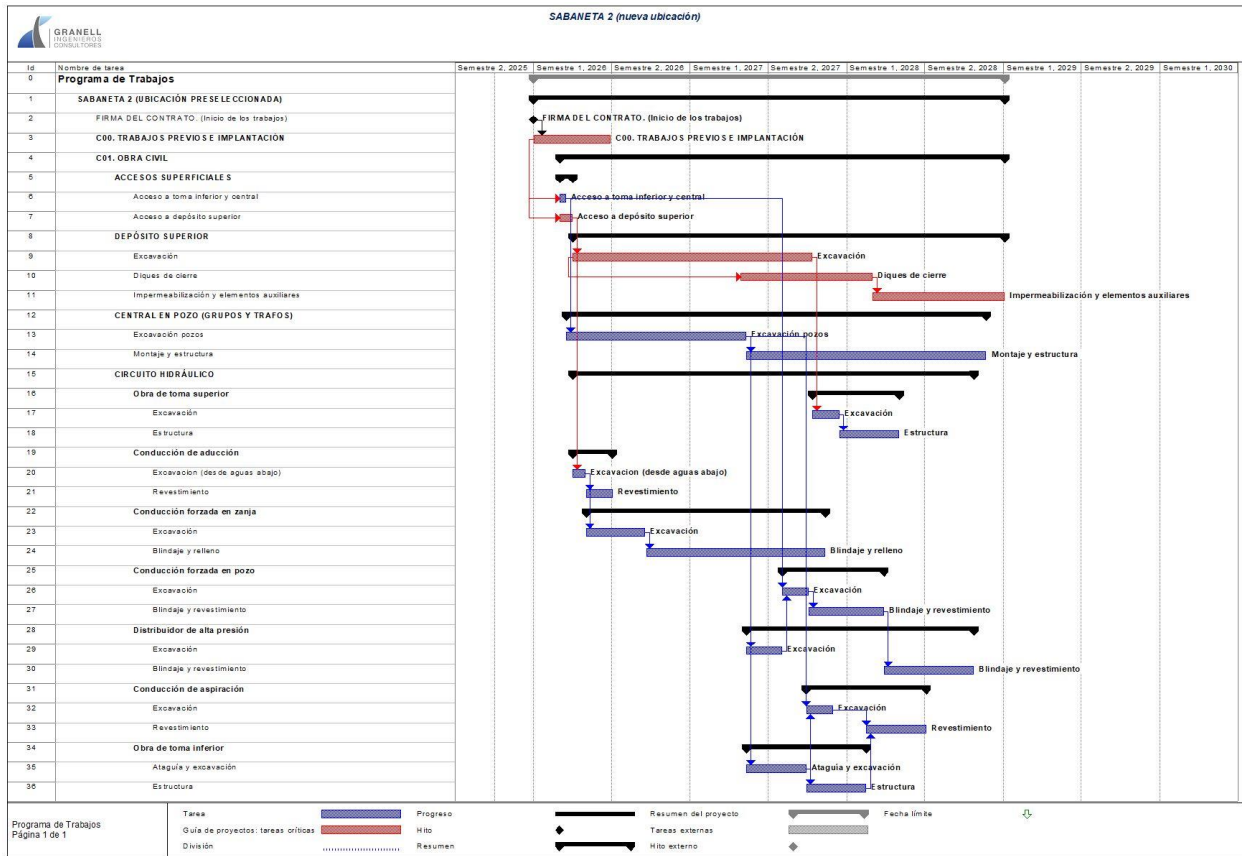 SABANETA 2 (nueva ubicación)
GRANELL
INGENIEROS
CONSULTORES
Id Nombre de tarea Semestre 2, 2025 Semestre 1, 2026 Semestre 2, 2026 Semestre 1, 2027 Semestre 2, 2027 Semestre 1, 2028 Semestre 2, 2028 Semestre 1, 2029 Semestre 2, 2029 Semestre 1, 2030
0 Programa de Trabajos
1 SABANETA 2 (UBICACIÓN PRESELECCIONADA)
2 FIRMA DEL CONTRATO. (Inicio de los trabajos) FIRMA DEL CONTRATO. (Inicio de los trabajos)
3 C00. TRABAJOS PREVIOS E IMPLANTACIÓN C00. TRABAJOS PREVIOS E IMPLANTACIÓN
4 C01. OBRA CIVIL
5 ACCESOS SUPERFICIALES
6 Acceso a toma inferior y central Acceso a toma inferior y central
7 Acceso a depósito superior Acceso a depósito superior
8 DEPÓSITO SUPERIOR
9 Excavación Excavación
10 Diques de cierre Diques de cierre
11 Impermeabilización y elementos auxiliares Impermeabilización y elementos auxiliares
12 CENTRAL EN POZO (GRUPOS Y TRAFOS)
13 Excavación pozos Excavación pozos
14 Montaje y estructura Montaje y estructura
15 CIRCUITO HIDRÁULICO
16 Obra de toma superior
17 Excavación Excavación
18 Estructura Estructura
19 Conducción de aducción
20 Excavacion (desde aguas abajo) Excavacion (desde aguas abajo)
21 Revestimiento Revestimiento
22 Conducción forzada en zanja
23 Excavación Excavación
24 Blindaje y relleno Blindaje y relleno
25 Conducción forzada en pozo
26 Excavación Excavación
27 Blindaje y revestimiento Blindaje y revestimiento
28 Distribuidor de alta presión
29 Excavación Excavación
30 Blindaje y revestimiento Blindaje y revestimiento
31 Conducción de aspiración
32 Excavación Excavación
33 Revestimiento Revestimiento
34 Obra de toma inferior
35 Ataguía y excavación Ataguía y excavación
36 Estructura Estructura
Programa de Trabajos
Página 1 de 1
Tarea Progreso Resumen del proyecto Fecha límite
Guía de proyectos: tareas críticas Hito Tareas externas
División Resumen Hito externo